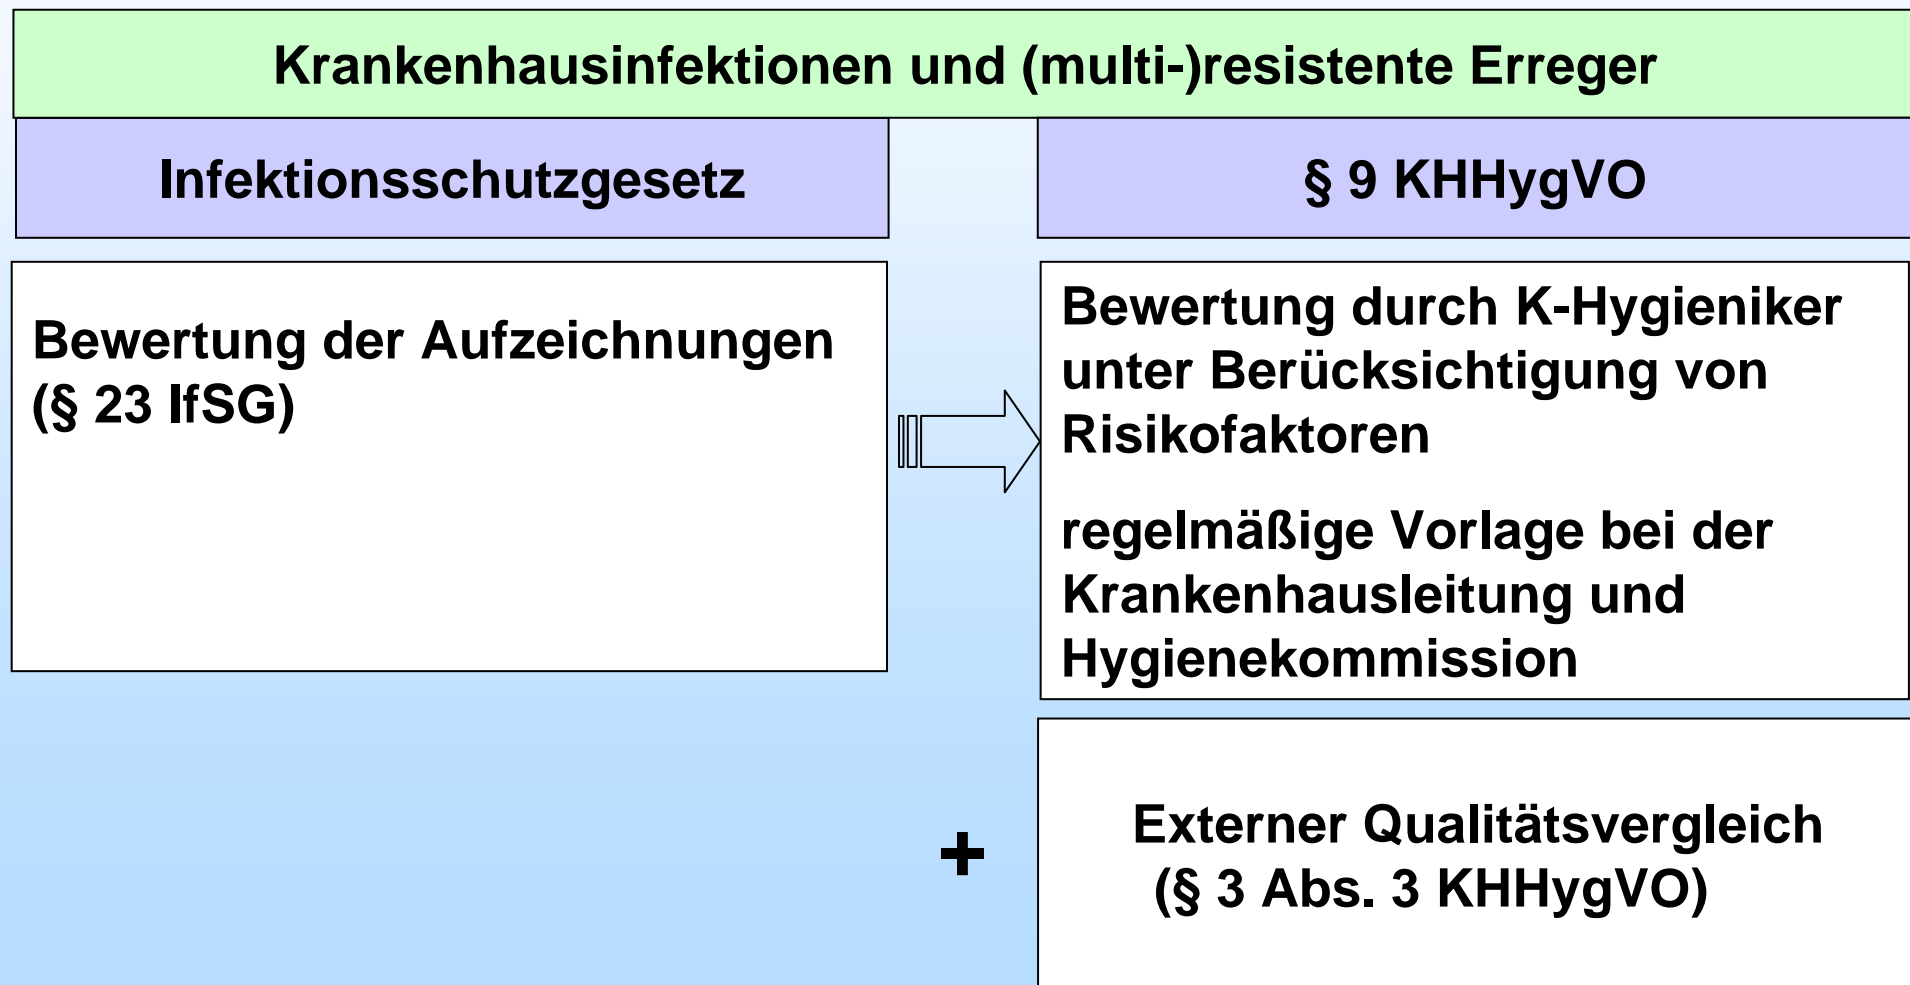 Krankenhausinfektionen und (multi-)resistente Erreger
Infektionsschutzgesetz
§ 9 KHHygVO
Bewertung der Aufzeichnungen
(§ 23 IfSG)
Bewertung durch K-Hygieniker
unter Berücksichtigung von
Risikofaktoren
regelmäßige Vorlage bei der
Krankenhausleitung und
Hygienekommission
+
Externer Qualitätsvergleich
(§ 3 Abs. 3 KHHygVO)